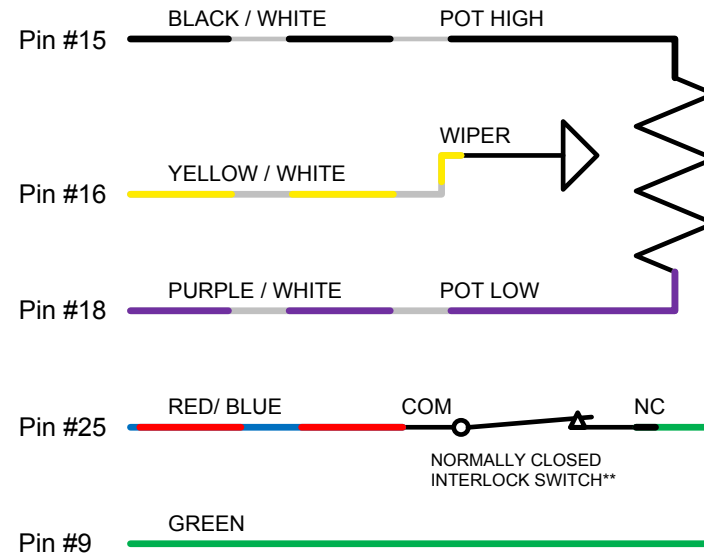 BLACK / WHITE POT HIGH
Pin #15
WIPER
YELLOW / WHITE
Pin #16
PURPLE / WHITE POT LOW
Pin #18
RED/ BLUE COM NC
Pin #25
NORMALLY CLOSED
INTERLOCK SWITCH**
GREEN
Pin #9